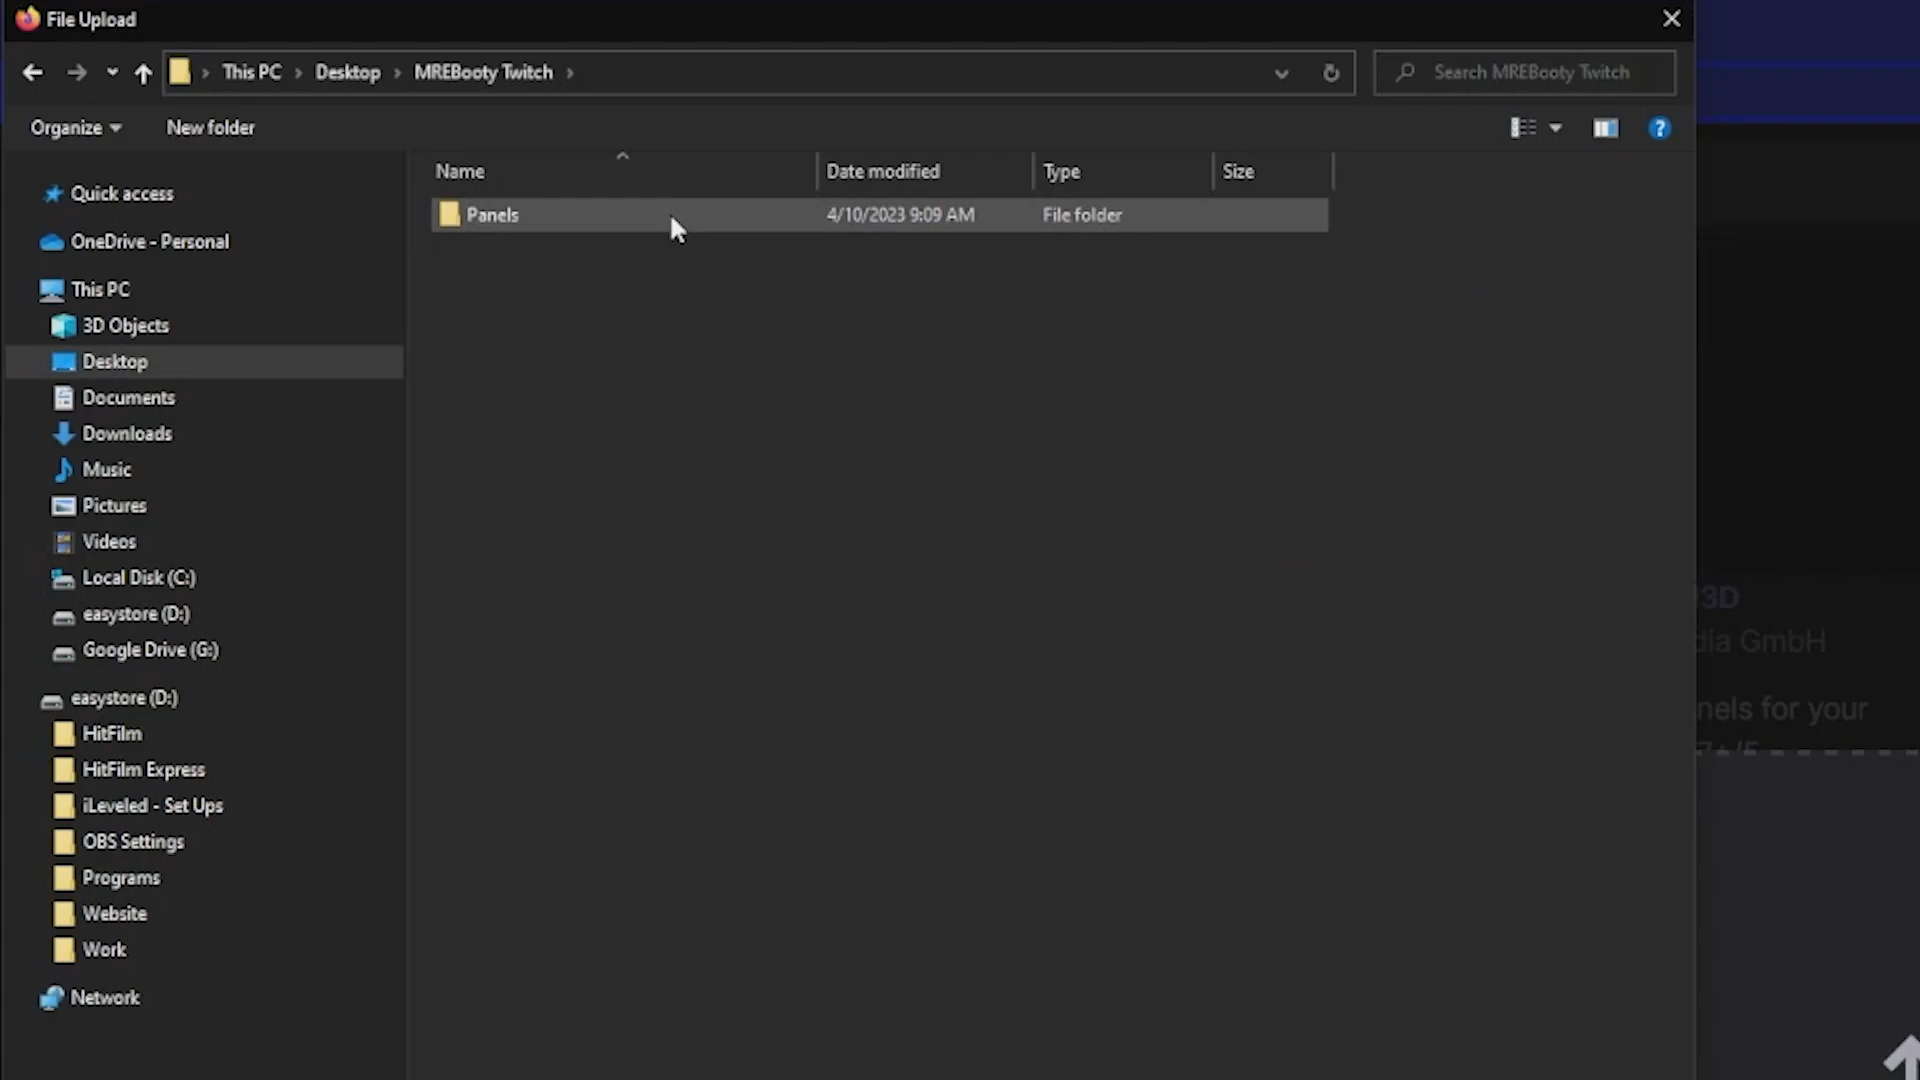 File Upload
This PC
Desktop
MREBooty Twitch
Search MREBooty Twitch
Organize
New folder
?
Name
Date modified
Type
Size
Panels
4/10/2023 9:09 AM
File folder
Quick access
OneDrive - Personal
This PC
3D Objects
Desktop
Documents
Downloads
Music
Pictures
Videos
Local Disk (C:)
easystore (D:)
Google Drive (G:)
easystore (D:)
HitFilm
HitFilm Express
iLeveled - Set Ups
OBS Settings
Programs
Website
Work
Network
3D
dia GmbH
nels for your